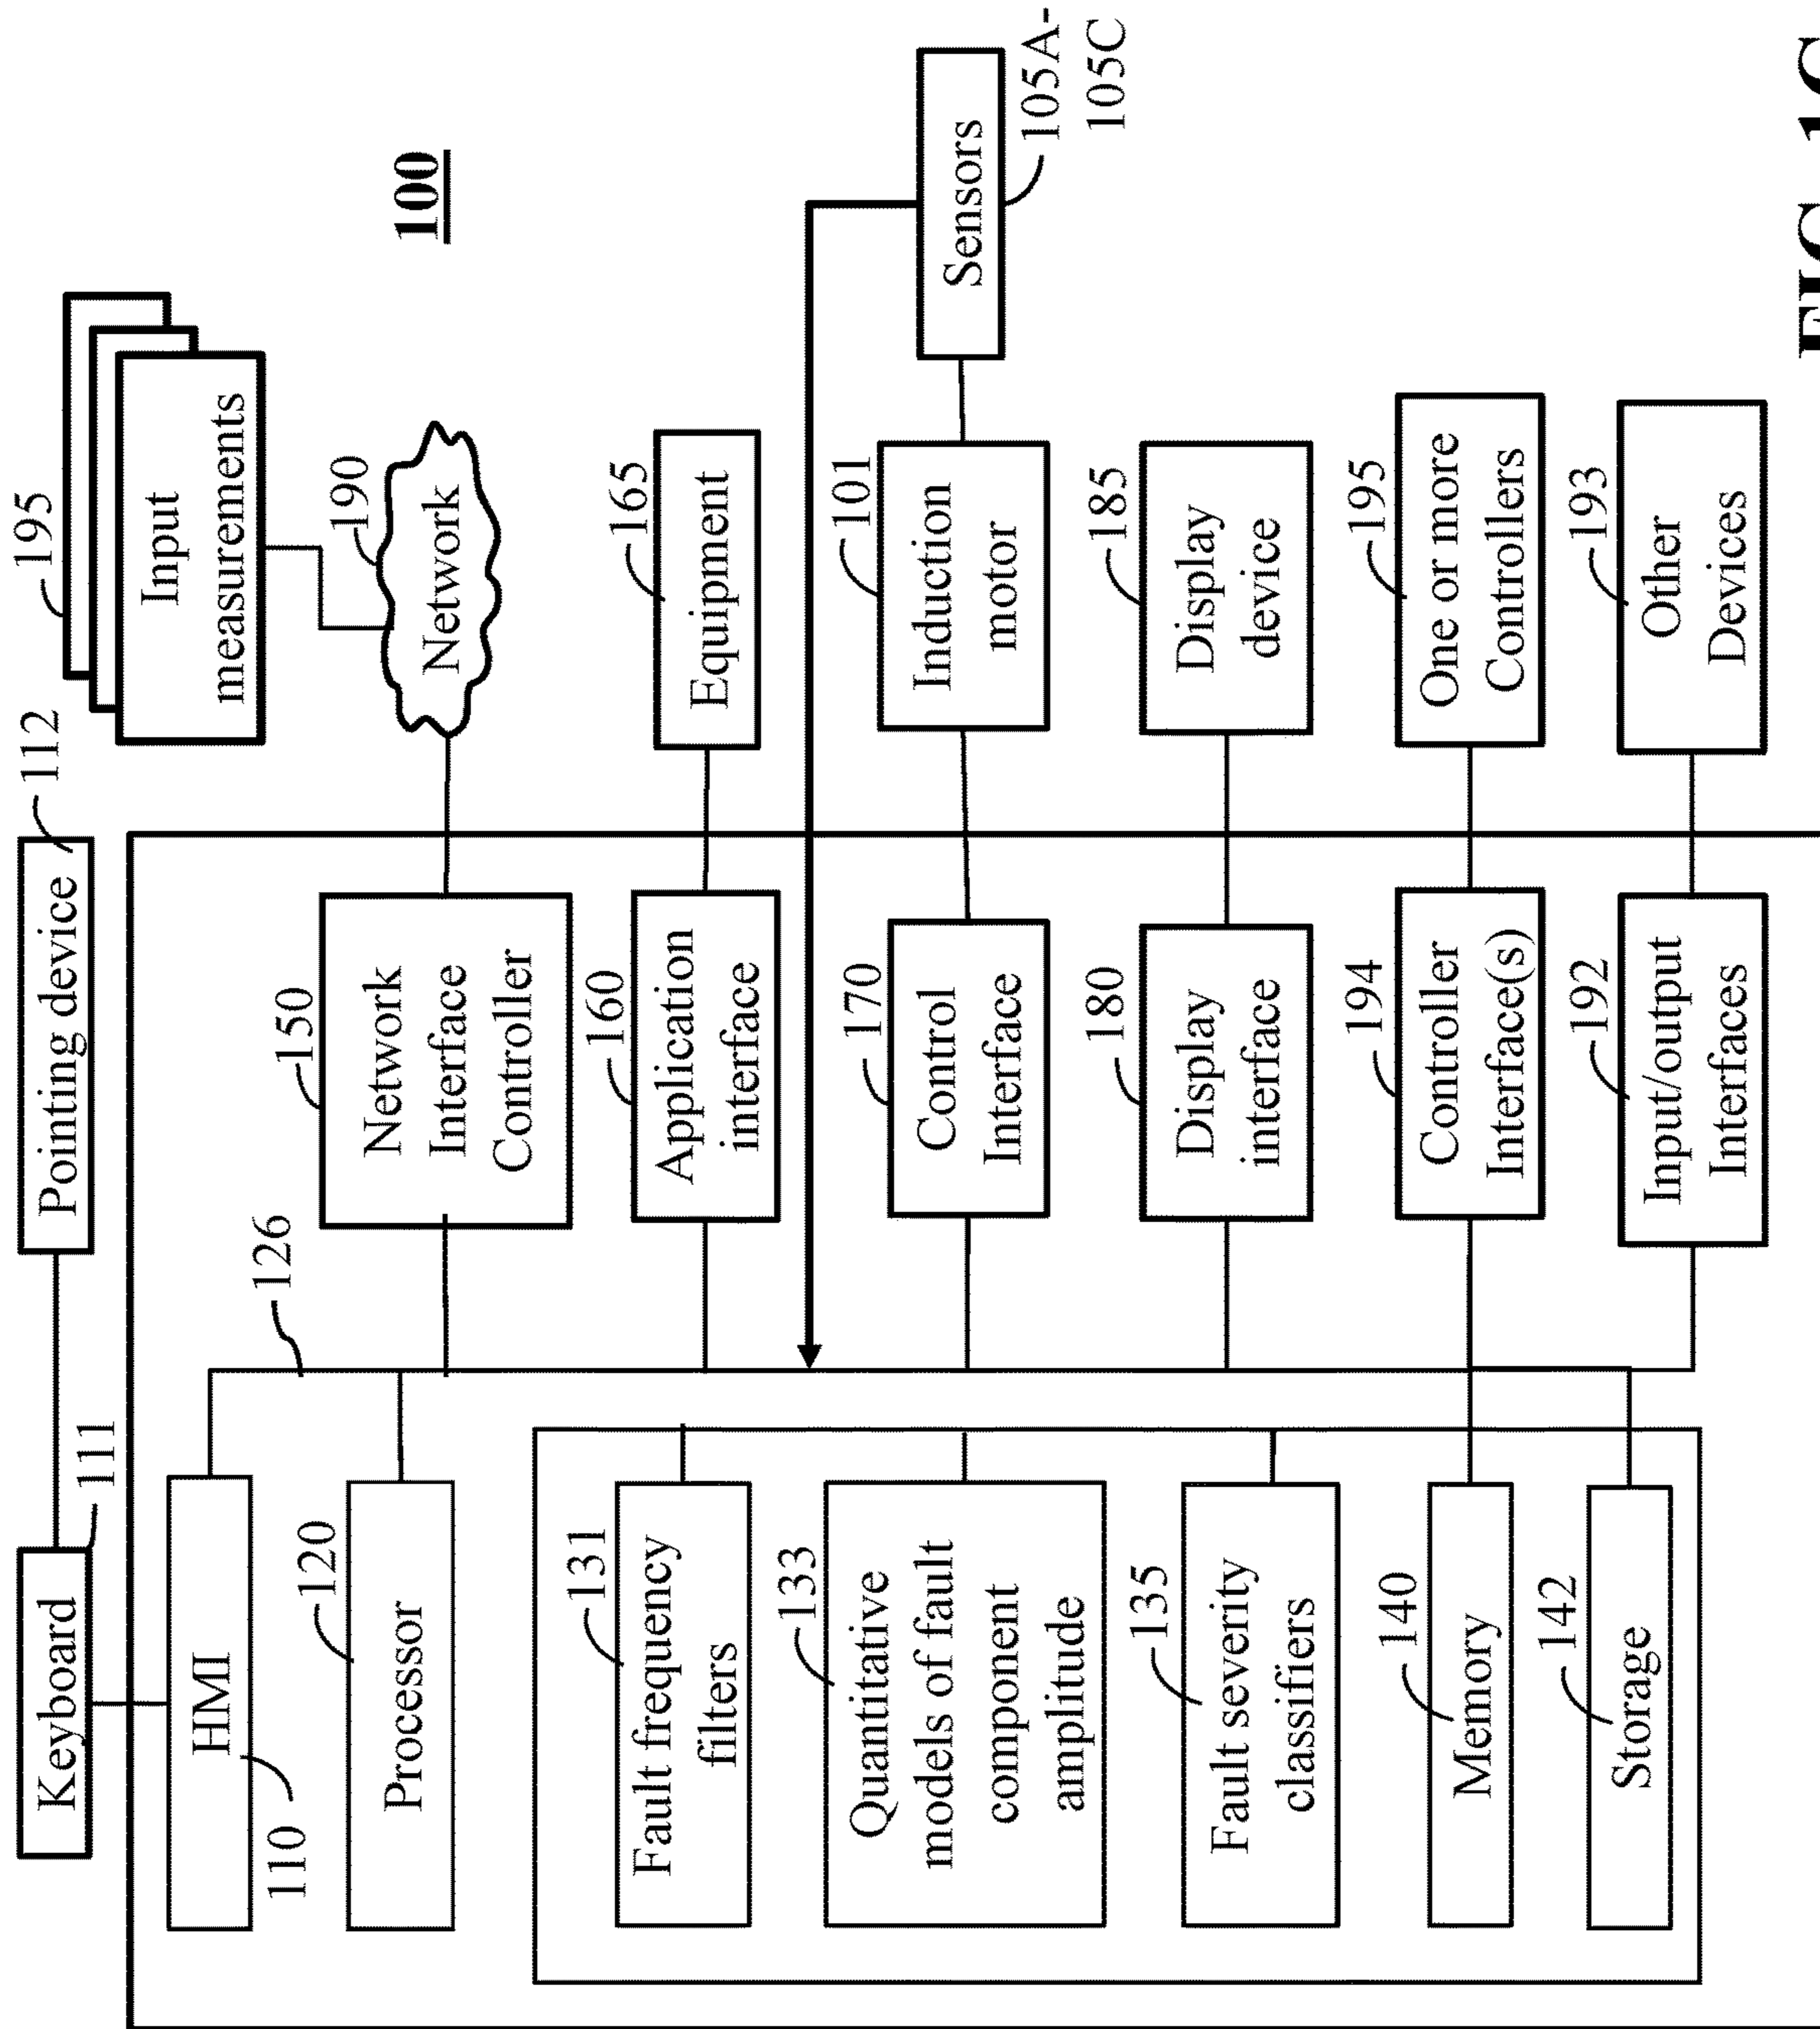 Keyboard
111
Pointing device
112
195
Input
measurements
100
HMI
110
126
Processor
120
150
Network
Interface
Controller
190
Network
131
Fault frequency
filters
160
Application
interface
165
Equipment
133
Quantitative
models of fault
component
amplitude
170
Control
Interface
101
Induction
motor
Sensors
105A-
105C
135
Fault severity
classifiers
180
Display
interface
185
Display
device
140
Memory
194
Controller
Interface(s)
195
One or more
Controllers
142
Storage
192
Input/output
Interfaces
193
Other
Devices
FIG. 1C